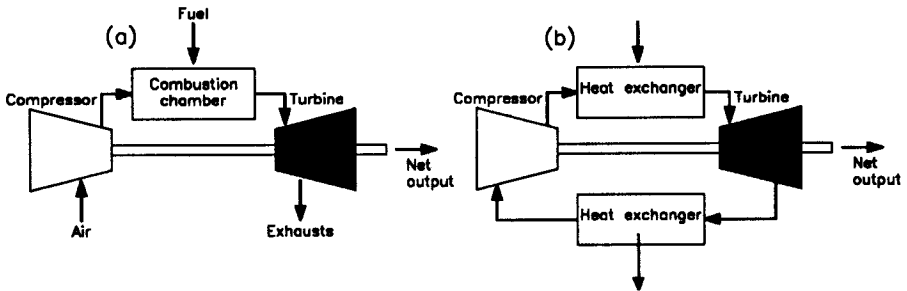 (a)
Fuel
Combustion
chamber
Compressor
Turbine
Net
output
Air
Exhausts
(b)
Heat exchanger
Compressor
Turbine
Net
output
Heat exchanger